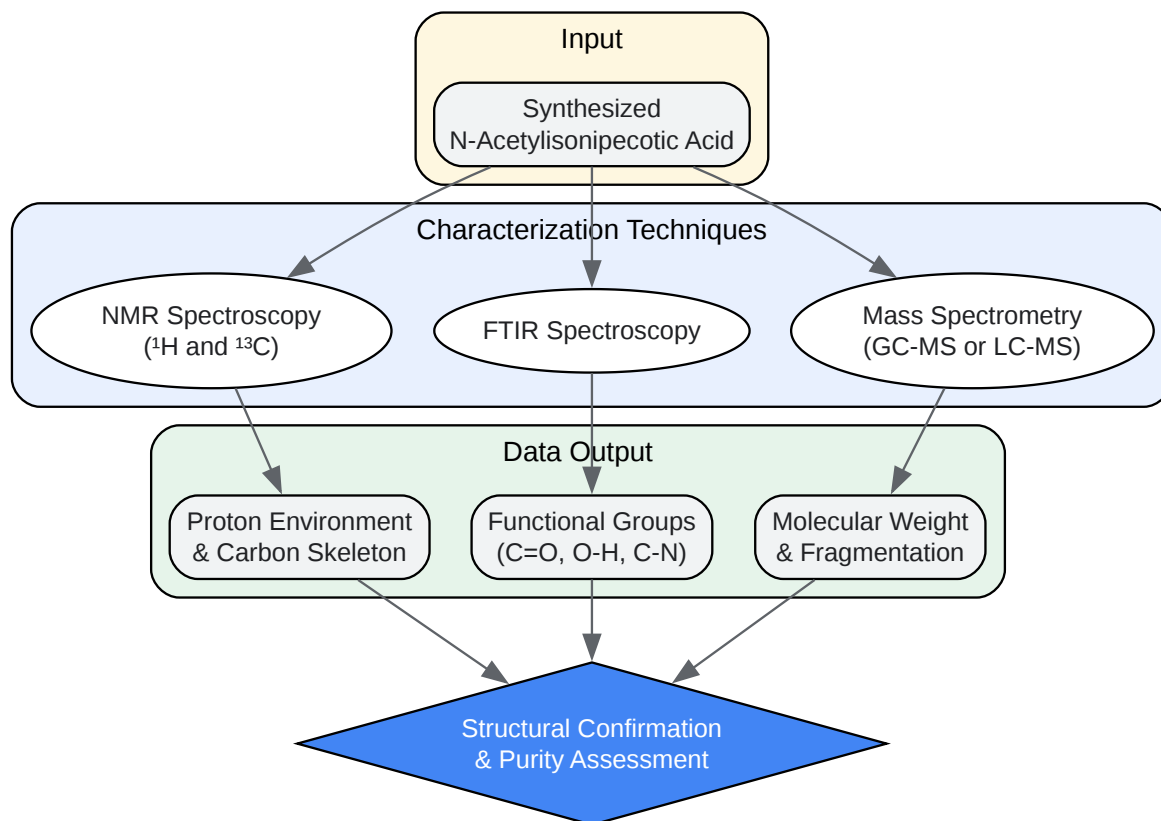 Input
Synthesized
N-Acetylisonipecotic Acid
Characterization Techniques
NMR Spectroscopy
(¹H and ¹³C)
FTIR Spectroscopy
Mass Spectrometry
(GC-MS or LC-MS)
Data Output
Proton Environment
& Carbon Skeleton
Functional Groups
(C=O, O-H, C-N)
Molecular Weight
& Fragmentation
Structural Confirmation
& Purity Assessment